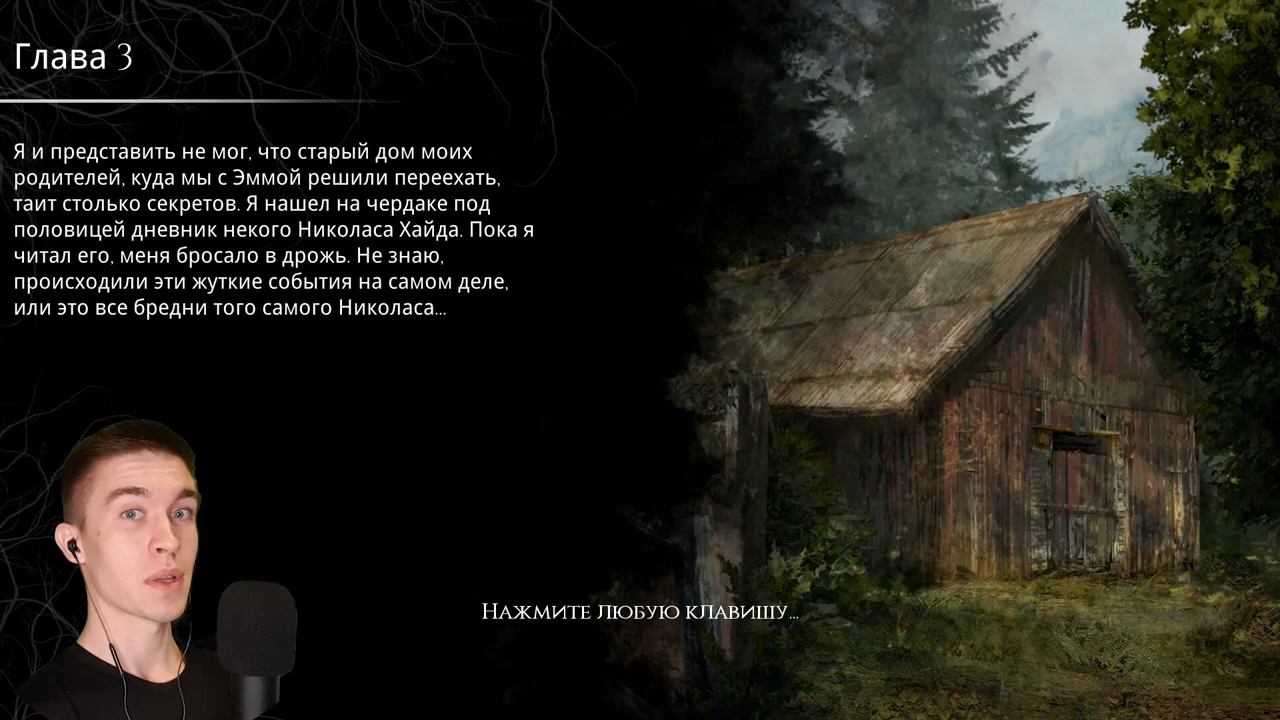 Глава 3
Я и представить не мог, что старый дом моих
родителей, куда мы с Эммой решили переехать,
таит столько секретов. Я нашел на чердаке под
половицей дневник некого Николаса Хайда. Пока я
читал его, меня бросало в дрожь. Не знаю,
происходили эти жуткие события на самом деле,
или это все бредни того самого Николаса...
Нажмите любую клавишу...